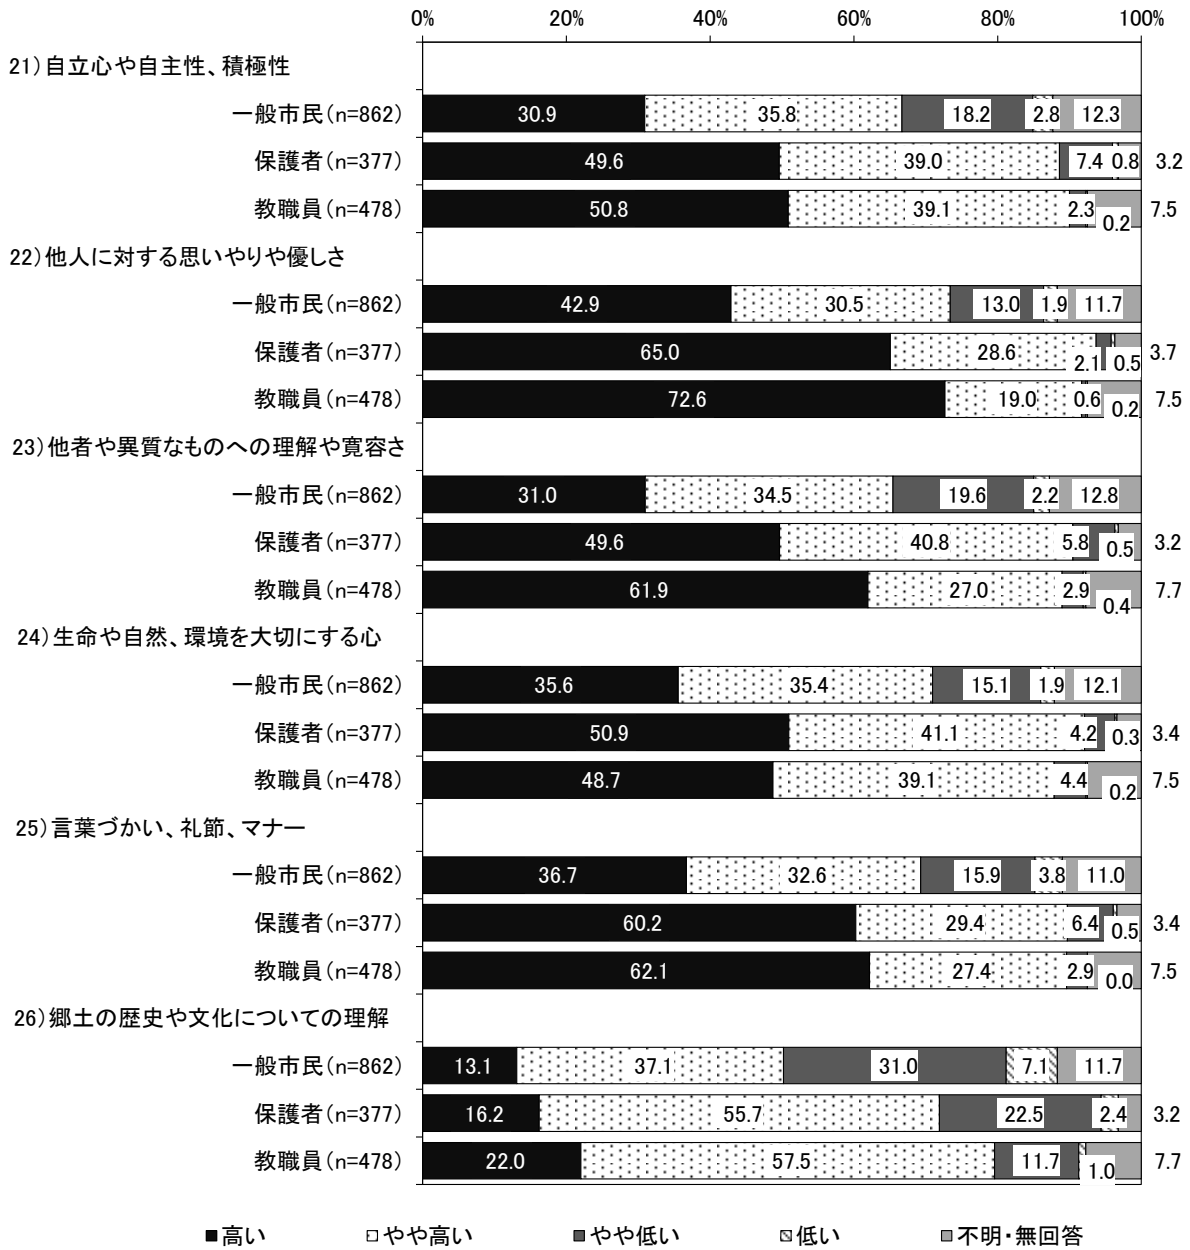 0% 20% 40% 60% 80% 100%
21)自立心や自主性、積極性
一般市民(n=862) 30.9 35.8 18.2 2.8 12.3
保護者(n=377) 49.6 39.0 7.4 0.8 3.2
教職員(n=478) 50.8 39.1 2.3 0.2 7.5
22)他人に対する思いやりや優しさ
一般市民(n=862) 42.9 30.5 13.0 1.9 11.7
保護者(n=377) 65.0 28.6 2.1 0.5 3.7
教職員(n=478) 72.6 19.0 0.6 0.2 7.5
23)他者や異質なものへの理解や寛容さ
一般市民(n=862) 31.0 34.5 19.6 2.2 12.8
保護者(n=377) 49.6 40.8 5.8 0.5 3.2
教職員(n=478) 61.9 27.0 2.9 0.4 7.7
24)生命や自然、環境を大切にする心
一般市民(n=862) 35.6 35.4 15.1 1.9 12.1
保護者(n=377) 50.9 41.1 4.2 0.3 3.4
教職員(n=478) 48.7 39.1 4.4 0.2 7.5
25)言葉づかい、礼節、マナー
一般市民(n=862) 36.7 32.6 15.9 3.8 11.0
保護者(n=377) 60.2 29.4 6.4 0.5 3.4
教職員(n=478) 62.1 27.4 2.9 0.0 7.5
26)郷土の歴史や文化についての理解
一般市民(n=862) 13.1 37.1 31.0 7.1 11.7
保護者(n=377) 16.2 55.7 22.5 2.4 3.2
教職員(n=478) 22.0 57.5 11.7 1.0 7.7
高い やや高い やや低い 低い 不明・無回答